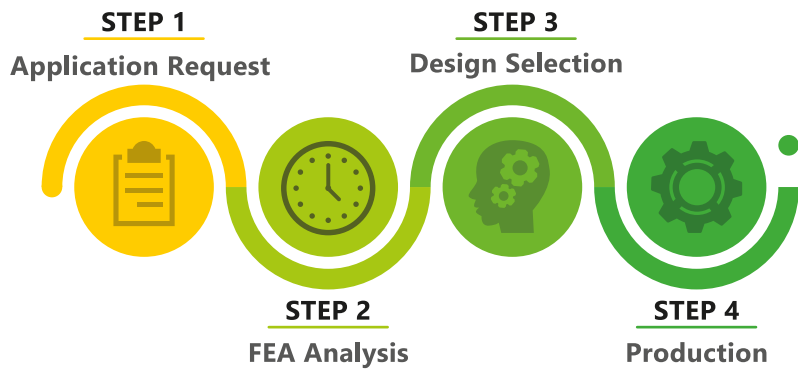 STEP 1
Application Request
STEP 2
FEA Analysis
STEP 3
Design Selection
STEP 4
Production